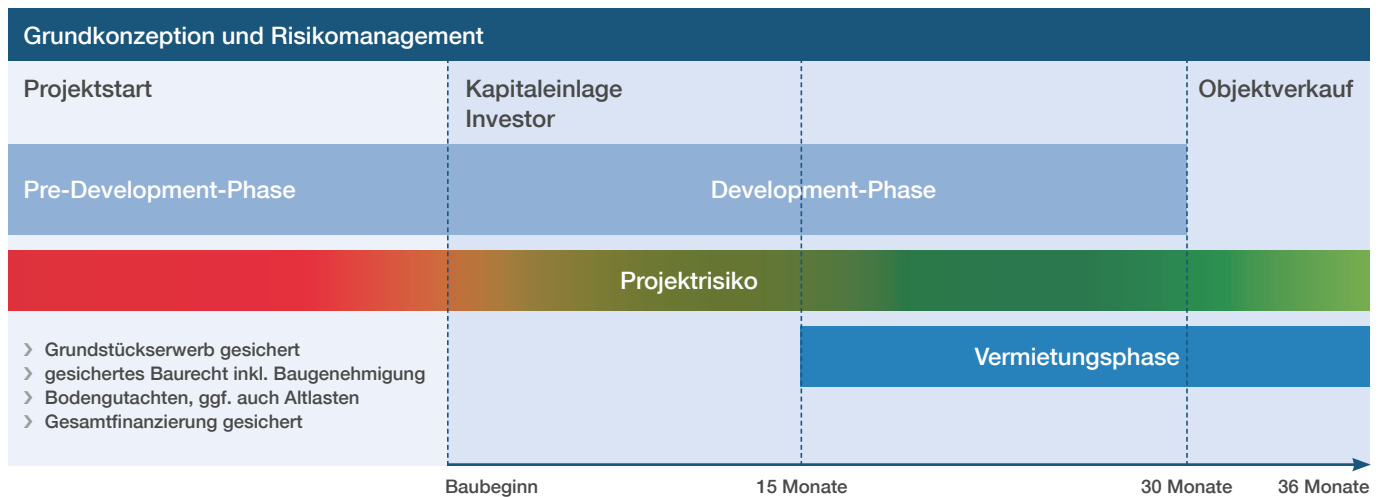 Grundkonzeption und Risikomanagement
Projektstart
Kapitaleinlage
Investor
Objektverkauf
Pre-Development-Phase
Development-Phase
Projektrisiko
Vermietungsphase
› Grundstückserwerb gesichert
› gesichertes Baurecht inkl. Baugenehmigung
› Bodengutachten, ggf. auch Altlasten
› Gesamtfinanzierung gesichert
Baubeginn
15 Monate
30 Monate
36 Monate